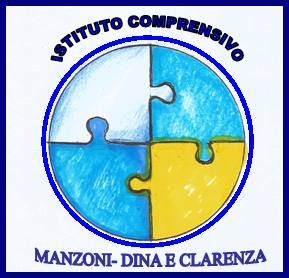 ISTITUTO COMPRENSIVO
MANZONI- DINA E CLARENZA